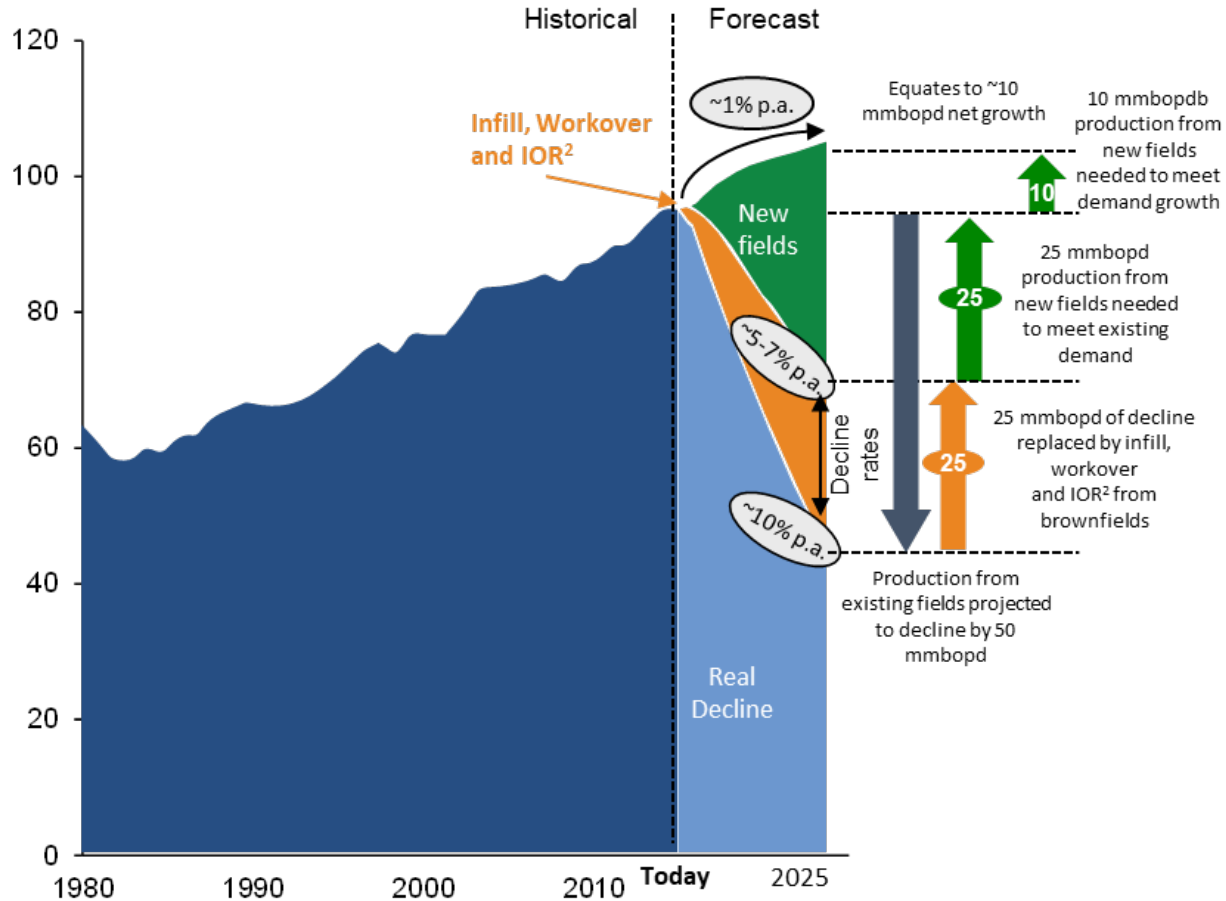 Historical
Forecast
120
100
80
60
40
20
0
1980
1990
2000
2010
Today
2025
Infill, Workover
and IOR²
~1% p.a.
New
fields
~5-7% p.a.
~10% p.a.
Decline
rates
Real
Decline
Equates to ~10
mmbopd net growth
10 mmbopdb
production from
new fields
needed to meet
demand growth
10
25
25 mmbopd
production from
new fields needed
to meet existing
demand
25
25 mmbopd of decline
replaced by infill,
workover
and IOR² from
brownfields
Production from
existing fields projected
to decline by 50
mmbopd